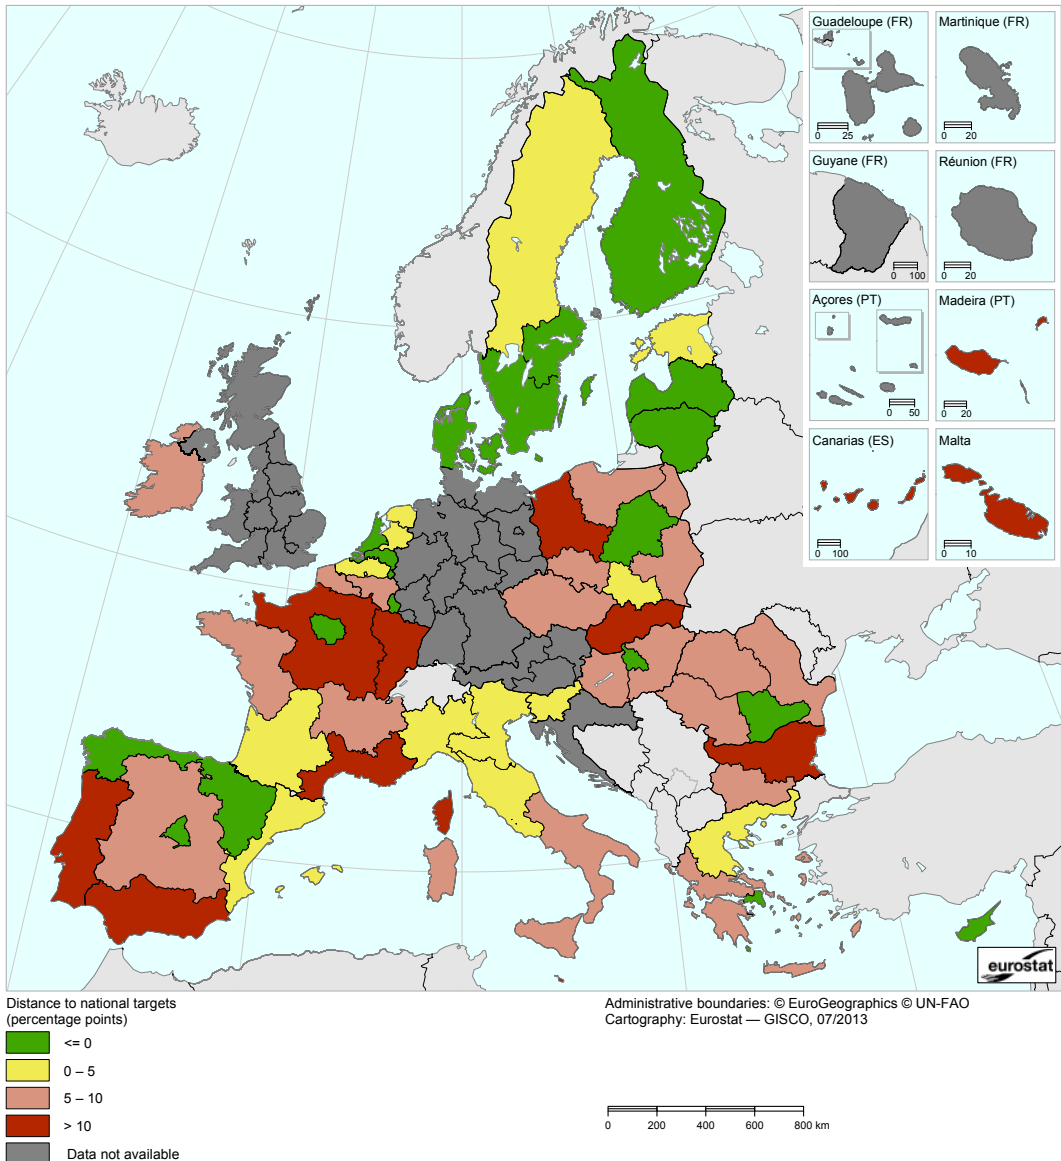 Guadeloupe (FR)
0 25
Martinique (FR)
0 20
Guyane (FR)
0 100
Réunion (FR)
0 20
Açores (PT)
0 50
Madeira (PT)
0 20
Canarias (ES)
0 100
Malta
0 10
eurostat
Distance to national targets
(percentage points)
<= 0
0 – 5
5 – 10
> 10
Data not available
Administrative boundaries: © EuroGeographics © UN-FAO
Cartography: Eurostat — GISCO, 07/2013
0 200 400 600 800 km